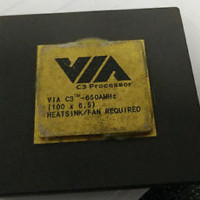 VIA
C3 Processor
VIA C3™-650AMHz
(100 x 6.5)
HEATSINK/FAN REQUIRED